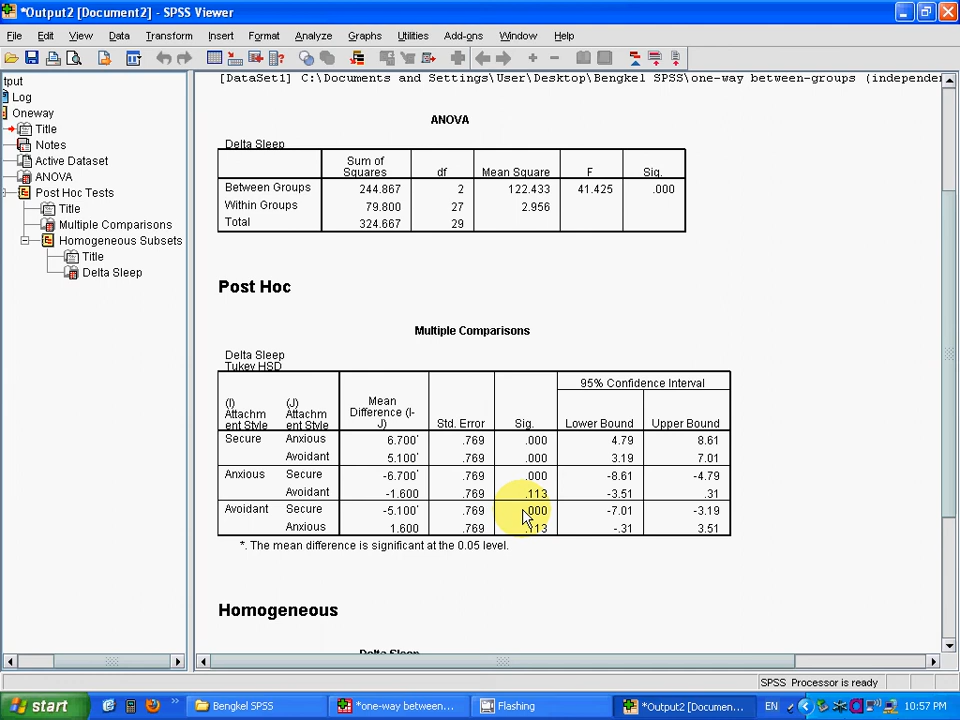 *Output2 [Document2] - SPSS Viewer
File Edit View Data Transform Insert Format Analyze Graphs Utilities Add-ons Window Help
tput
Log
Oneway
Title
Notes
Active Dataset
ANOVA
Post Hoc Tests
Title
Multiple Comparisons
Homogeneous Subsets
Title
Delta Sleep
[DataSet1] C:\Documents and Settings\User\Desktop\Bengkel SPSS\one-way between-groups (independen
ANOVA
Delta Sleep
Sum of Squares df Mean Square F Sig.
Between Groups 244.867 2 122.433 41.425 .000
Within Groups 79.800 27 2.956
Total 324.667 29
Post Hoc
Multiple Comparisons
Delta Sleep
Tukey HSD
95% Confidence Interval
(I) Attachm ent Style (J) Attachm ent Style Mean Difference (I-J) Std. Error Sig. Lower Bound Upper Bound
Secure Anxious 6.700* .769 .000 4.79 8.61
Avoidant 5.100* .769 .000 3.19 7.01
Anxious Secure -6.700* .769 .000 -8.61 -4.79
Avoidant -1.600 .769 .113 -3.51 .31
Avoidant Secure -5.100* .769 .000 -7.01 -3.19
Anxious 1.600 .769 .113 -.31 3.51
*. The mean difference is significant at the 0.05 level.
Homogeneous
Delta Sleep
SPSS Processor is ready
start Bengkel SPSS *one-way between... Flashing *Output2 [Documen... EN 10:57 PM